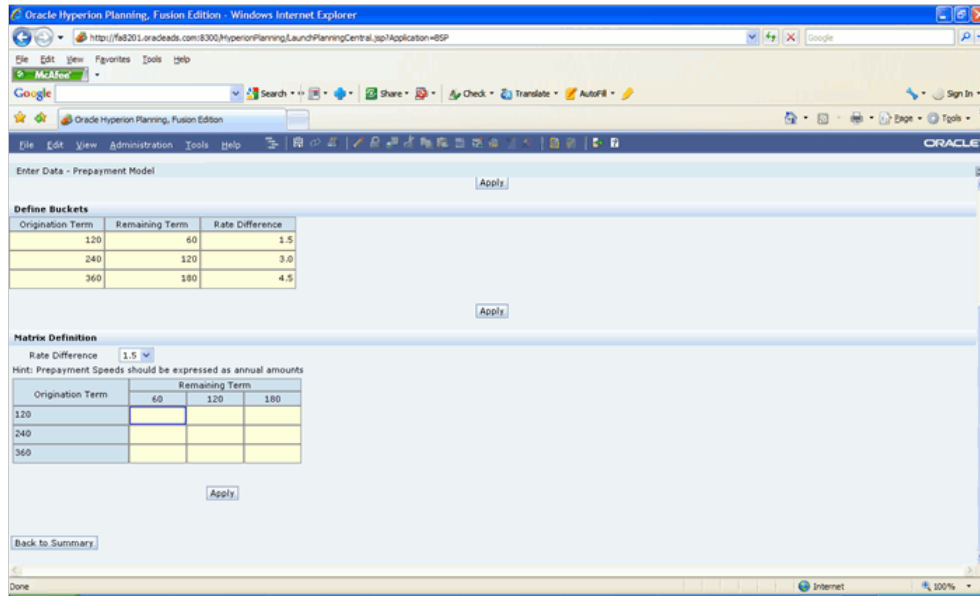 Oracle Hyperion Planning, Fusion Edition - Windows Internet Explorer
http://fa8201.oracleads.com:8300/HyperionPlanning/LaunchPlanningCentral.jsp?Application=BSP
Google
File Edit View Favorites Tools Help
McAfee
Google Search Share Check Translate AutoFill Sign In
Oracle Hyperion Planning, Fusion Edition Page Tools
File Edit View Administration Tools Help ORACLE
Enter Data - Prepayment Model
Apply
Define Buckets
Origination Term Remaining Term Rate Difference
120 60 1.5
240 120 3.0
360 180 4.5
Apply
Matrix Definition
Rate Difference 1.5
Hint: Prepayment Speeds should be expressed as annual amounts
Origination Term Remaining Term
60 120 180
120
240
360
Apply
Back to Summary
Done Internet 100%